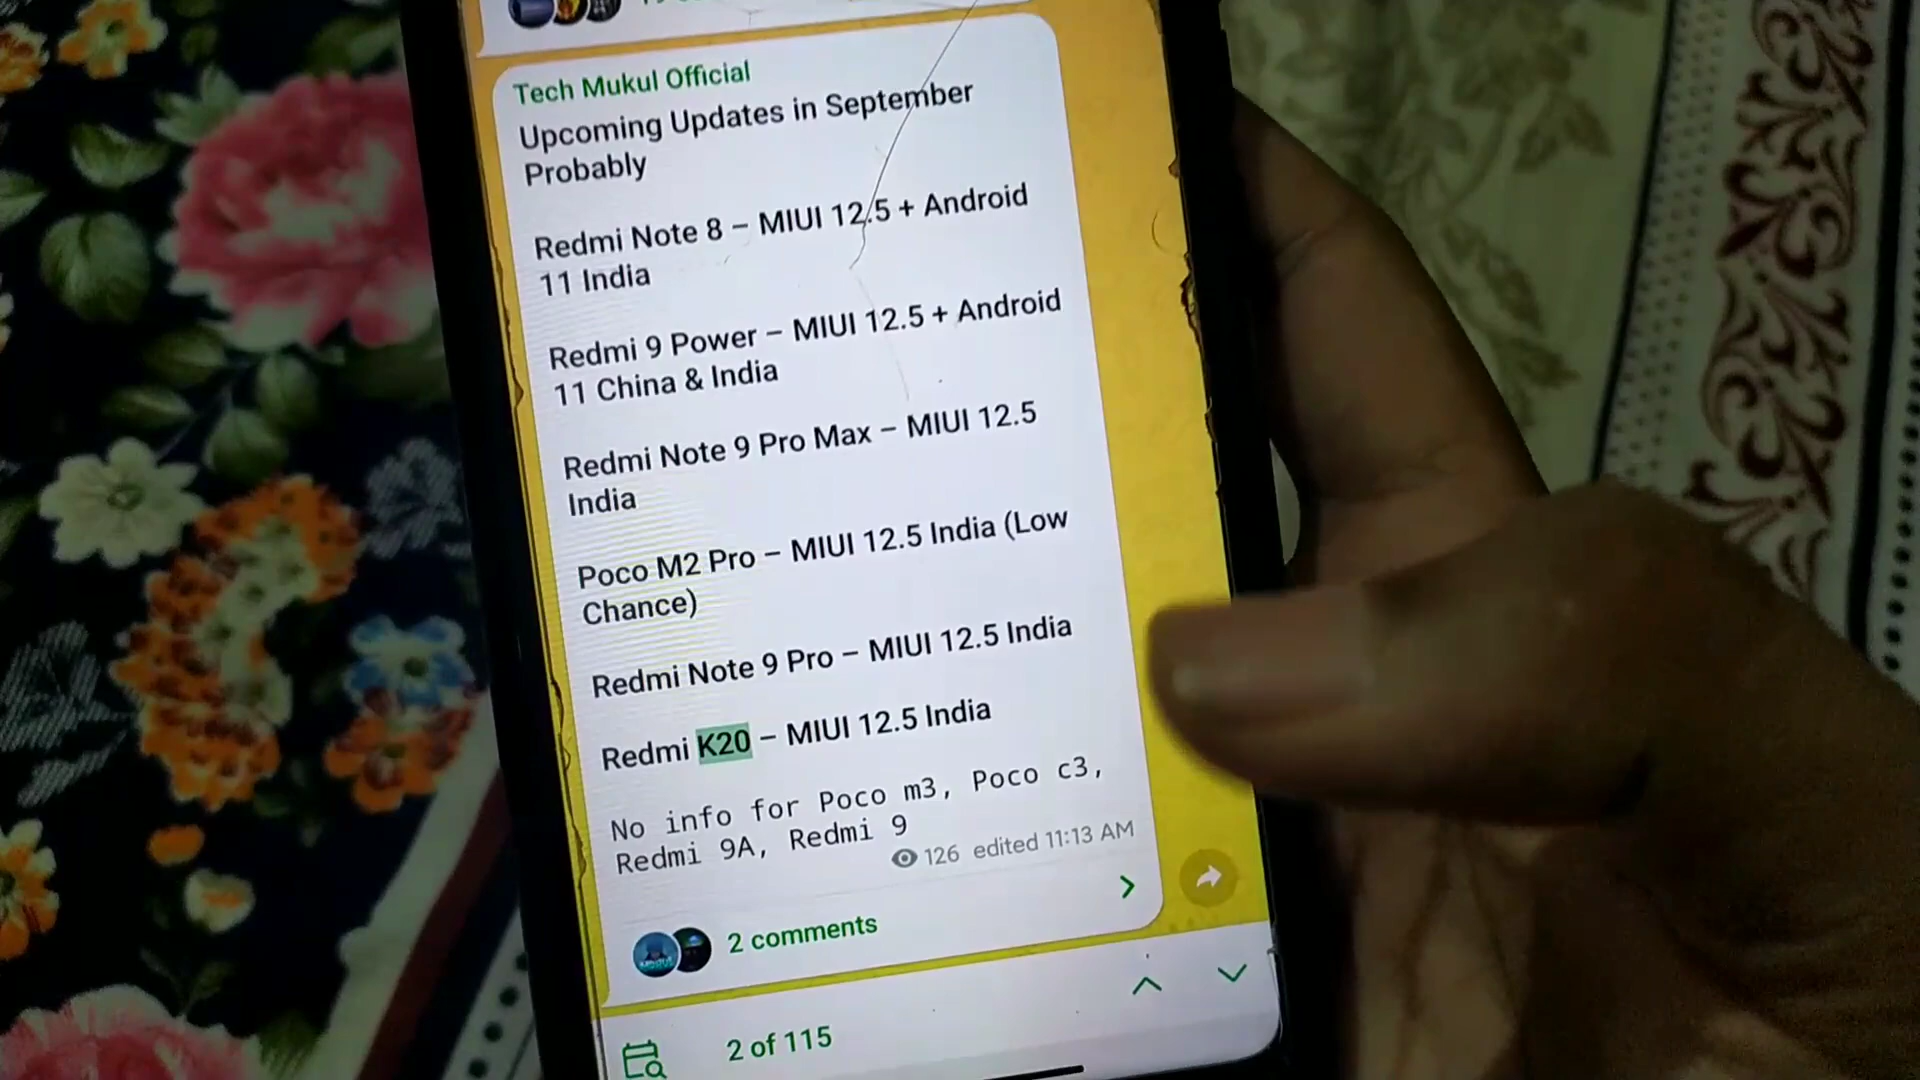 Tech Mukul Official
Upcoming Updates in September
Probably
Redmi Note 8 – MIUI 12.5 + Android
11 India
Redmi 9 Power – MIUI 12.5 + Android
11 China & India
Redmi Note 9 Pro Max – MIUI 12.5
India
Poco M2 Pro – MIUI 12.5 India (Low
Chance)
Redmi Note 9 Pro – MIUI 12.5 India
Redmi K20 – MIUI 12.5 India
No info for Poco m3, Poco c3,
Redmi 9A, Redmi 9
126 edited 11:13 AM
2 comments
2 of 115